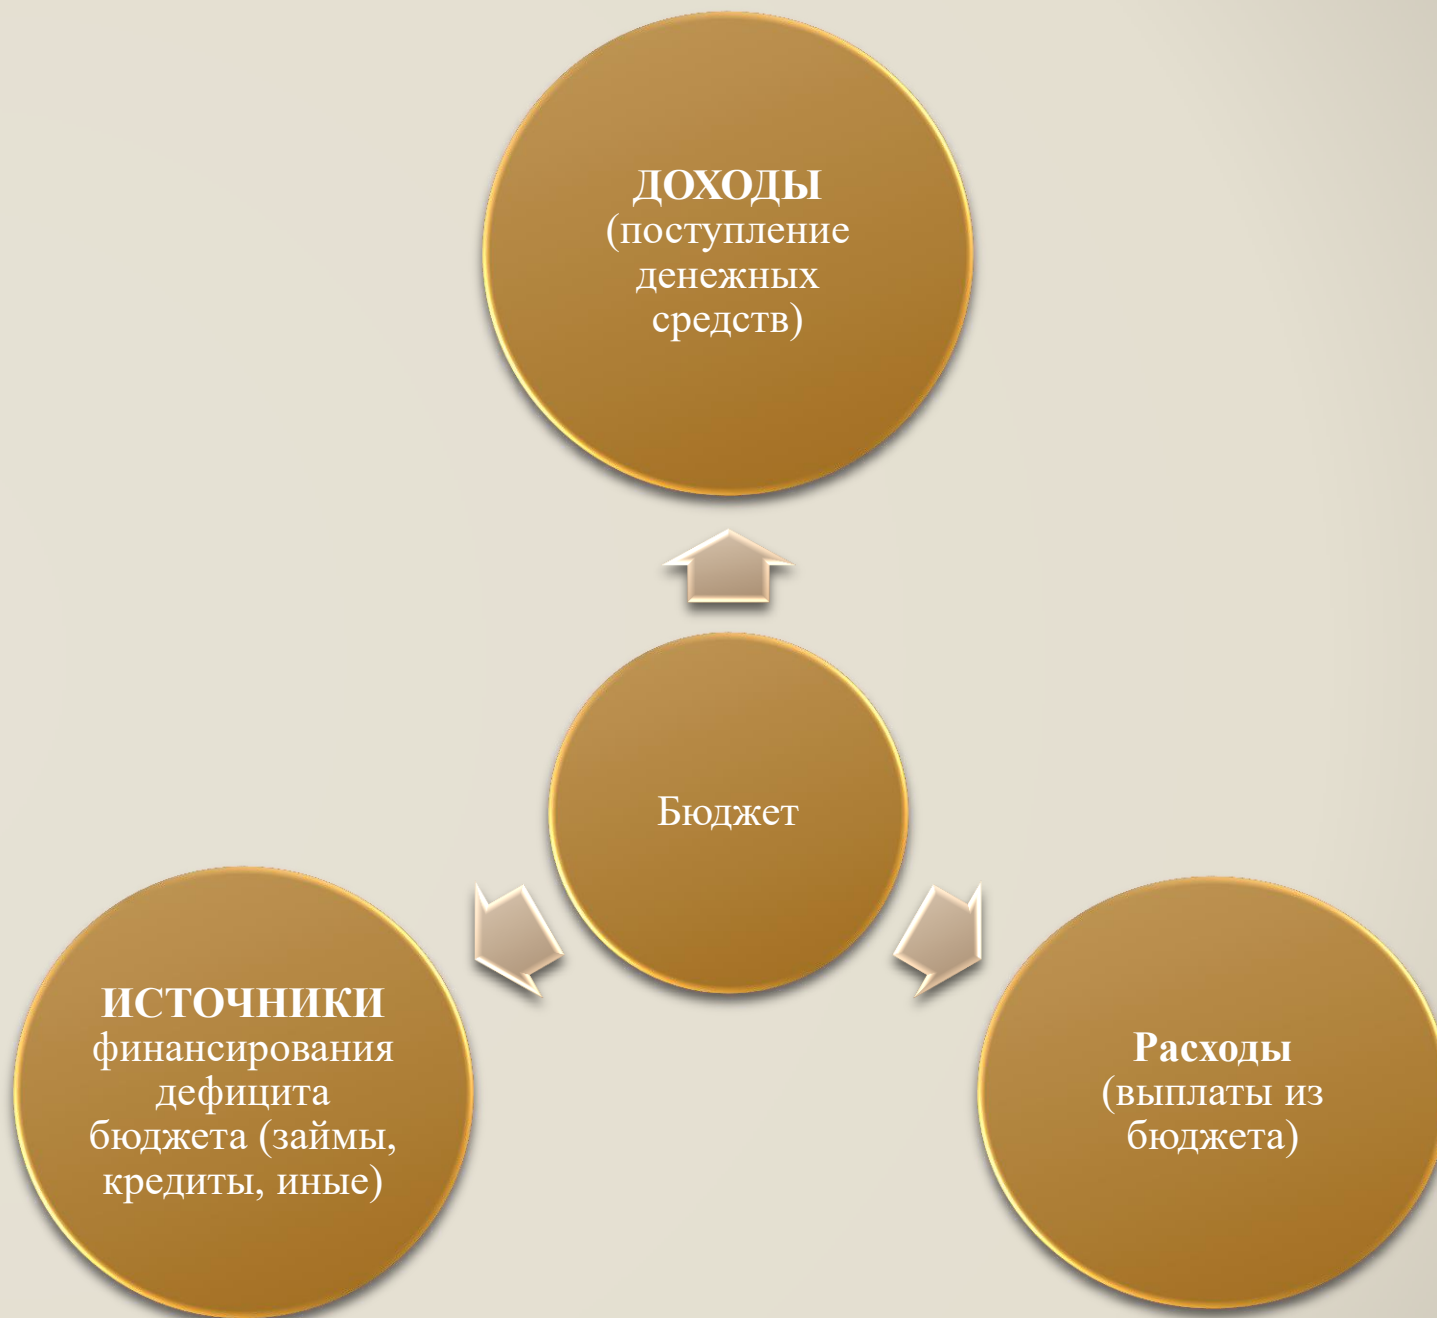 ДОХОДЫ
(поступление
денежных
средств)
Бюджет
ИСТОЧНИКИ
финансирования
дефицита
бюджета (займы,
кредиты, иные)
Расходы
(выплаты из
бюджета)